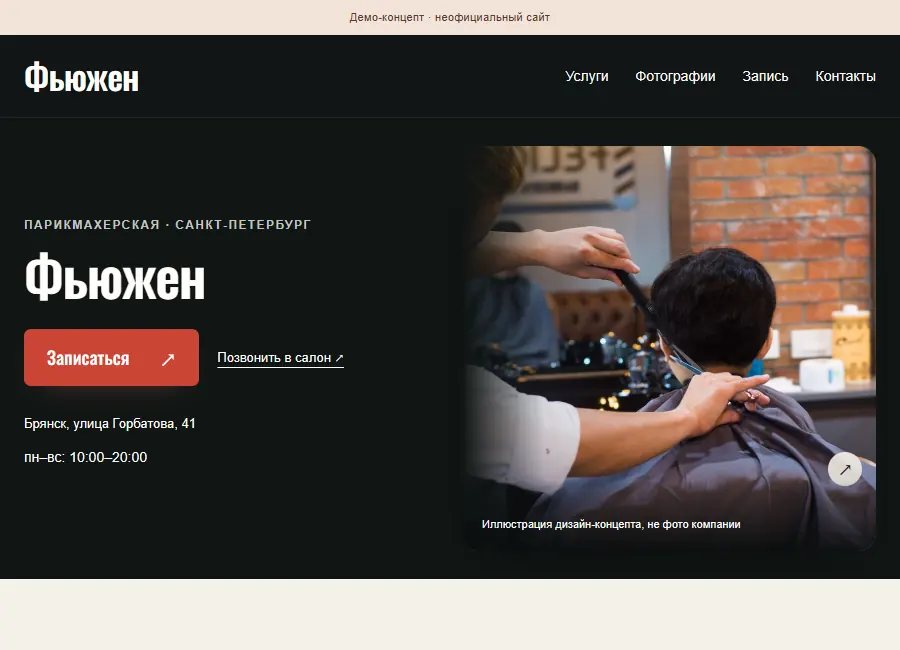 Демо-концепт · неофициальный сайт
Фьюжен
Услуги Фотографии Запись Контакты
ПАРИКМАХЕРСКАЯ · САНКТ-ПЕТЕРБУРГ
Фьюжен
Записаться ↗
Позвонить в салон ↗
Брянск, улица Горбатова, 41
пн–вс: 10:00–20:00
↗
Иллюстрация дизайн-концепта, не фото компании